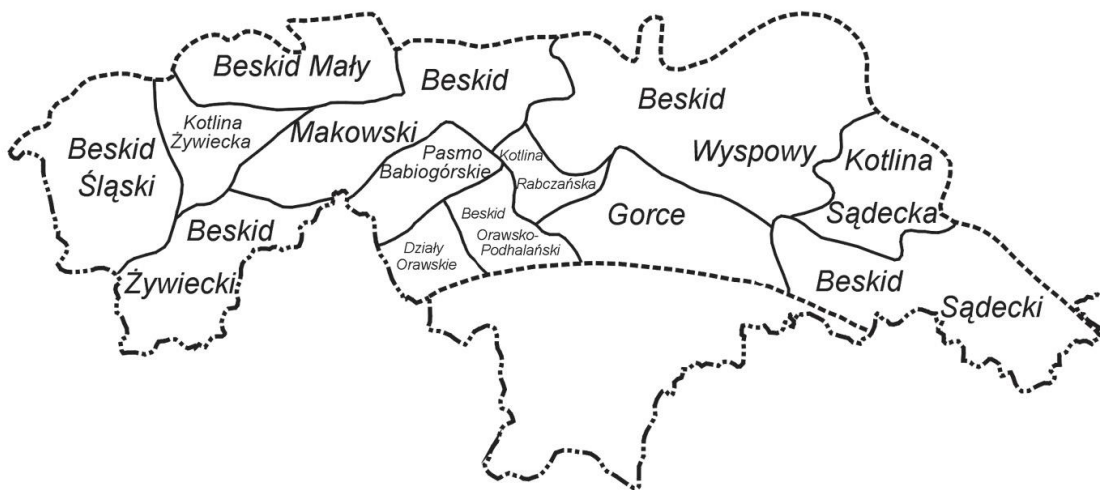 Beskid Mały
Beskid
Makowski
Kotlina
Żywiecka
Beskid
Śląski
Beskid
Żywiecki
Pasmo
Babiogórskie
Kotlina
Rabczańska
Beskid
Orawsko-
Podhalański
Działy
Orawskie
Beskid
Wyspowy
Gorce
Kotlina
Sądecka
Beskid
Sądecki